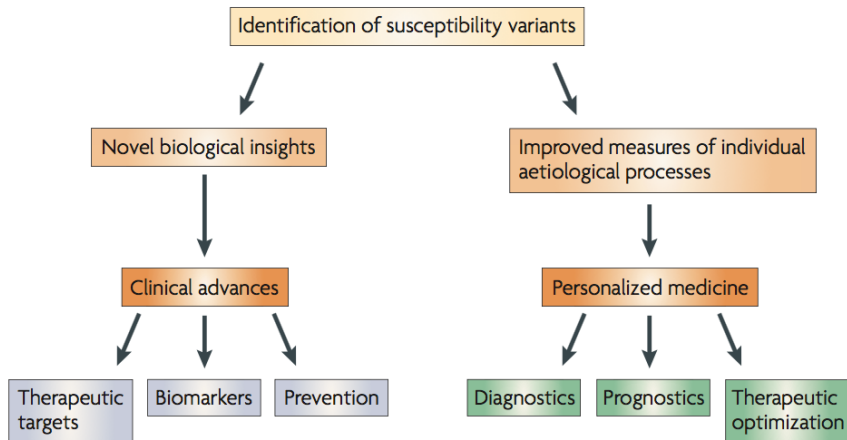 Identification of susceptibility variants
Novel biological insights
Improved measures of individual
aetiological processes
Clinical advances
Personalized medicine
Therapeutic
targets
Biomarkers
Prevention
Diagnostics
Prognostics
Therapeutic
optimization